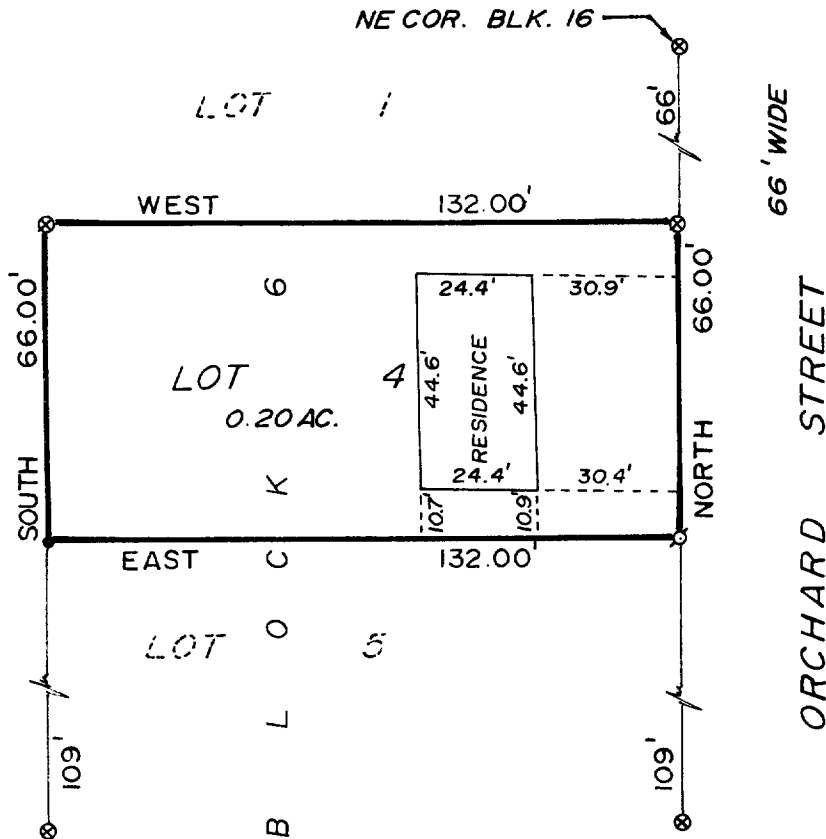 NE COR. BLK. 16
66'
LOT 1
66' WIDE
WEST 132.00'
66.00'
66.00'
24.4' 30.9'
LOT 4
0.20 AC.
44.6'
RESIDENCE
44.6'
24.4' 30.4'
10.7'
10.9'
SOUTH
NORTH
EAST 132.00'
LOT 5
BLOCK 6
109'
109'
ORCHARD STREET